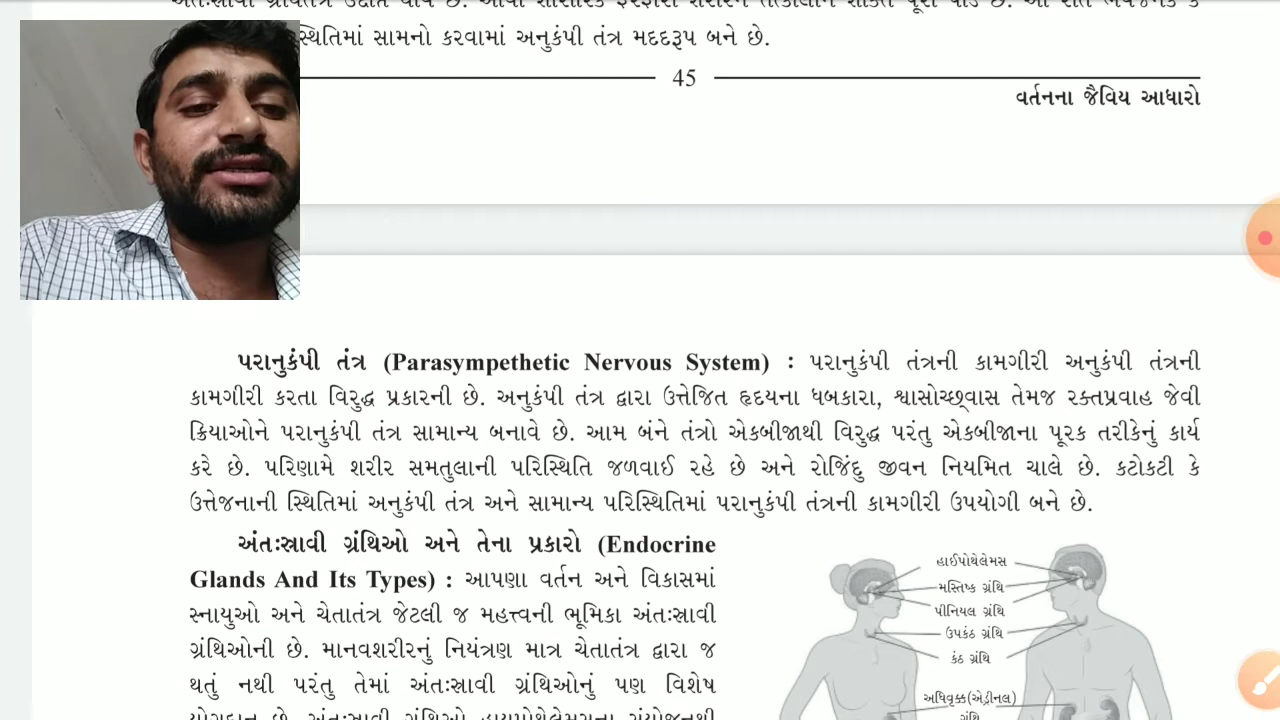 સ્થિતિમાં સામનો કરવામાં અનુકંપી તંત્ર મદદરૂપ બને છે.
45
વર્તનના જૈવિય આધારો
પરાનુકંપી તંત્ર (Parasympethetic Nervous System) : પરાનુકંપી તંત્રની કામગીરી અનુકંપી તંત્રની
કામગીરી કરતા વિરુદ્ધ પ્રકારની છે. અનુકંપી તંત્ર દ્વારા ઉત્તેજિત હૃદયના ધબકારા, શ્વાસોચ્છ્વાસ તેમજ રક્તપ્રવાહ જેવી
ક્રિયાઓને પરાનુકંપી તંત્ર સામાન્ય બનાવે છે. આમ બંને તંત્રો એકબીજાથી વિરુદ્ધ પરંતુ એકબીજાના પૂરક તરીકેનું કાર્ય
કરે છે. પરિણામે શરીર સમતુલાની પરિસ્થિતિ જળવાઈ રહે છે અને રોજિંદુ જીવન નિયમિત ચાલે છે. કટોકટી કે
ઉત્તેજનાની સ્થિતિમાં અનુકંપી તંત્ર અને સામાન્ય પરિસ્થિતિમાં પરાનુકંપી તંત્રની કામગીરી ઉપયોગી બને છે.
અંતઃસ્રાવી ગ્રંથિઓ અને તેના પ્રકારો (Endocrine
Glands And Its Types) : આપણા વર્તન અને વિકાસમાં
સ્નાયુઓ અને ચેતાતંત્ર જેટલી જ મહત્ત્વની ભૂમિકા અંતઃસ્રાવી
ગ્રંથિઓની છે. માનવશરીરનું નિયંત્રણ માત્ર ચેતાતંત્ર દ્વારા જ
થતું નથી પરંતુ તેમાં અંતઃસ્રાવી ગ્રંથિઓનું પણ વિશેષ
હાઈપોથેલેમસ
મસ્તિષ્ક ગ્રંથિ
પીનિયલ ગ્રંથિ
ઉપકંઠ ગ્રંથિ
કંઠ ગ્રંથિ
અધિવૃક્ક(એડ્રીનલ)